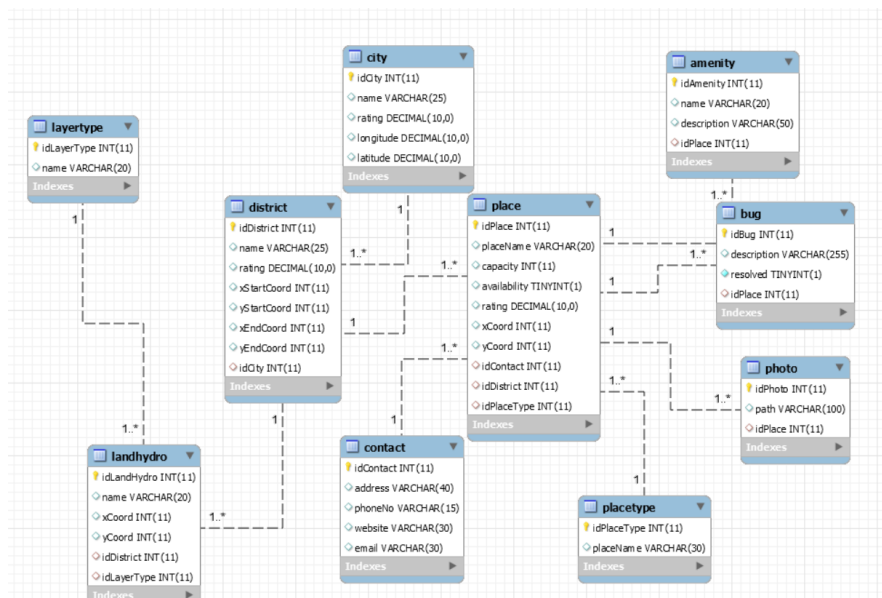 city
idCity INT(11)
name VARCHAR(25)
rating DECIMAL(10,0)
longitude DECIMAL(10,0)
latitude DECIMAL(10,0)
Indexes
amenity
idAmenity INT(11)
name VARCHAR(20)
description VARCHAR(50)
idPlace INT(11)
Indexes
layertype
idLayerType INT(11)
name VARCHAR(20)
Indexes
district
idDistrict INT(11)
name VARCHAR(25)
rating DECIMAL(10,0)
xStartCoord INT(11)
yStartCoord INT(11)
xEndCoord INT(11)
yEndCoord INT(11)
idCity INT(11)
Indexes
place
idPlace INT(11)
placeName VARCHAR(20)
capacity INT(11)
availability TINYINT(1)
rating DECIMAL(10,0)
xCoord INT(11)
yCoord INT(11)
idContact INT(11)
idDistrict INT(11)
idPlaceType INT(11)
Indexes
bug
idBug INT(11)
description VARCHAR(255)
resolved TINYINT(1)
idPlace INT(11)
Indexes
photo
idPhoto INT(11)
path VARCHAR(100)
idPlace INT(11)
Indexes
landhydro
idLandHydro INT(11)
name VARCHAR(20)
xCoord INT(11)
yCoord INT(11)
idDistrict INT(11)
idLayerType INT(11)
Indexes
contact
idContact INT(11)
address VARCHAR(40)
phoneNo VARCHAR(15)
website VARCHAR(30)
email VARCHAR(30)
Indexes
placetype
idPlaceType INT(11)
placeName VARCHAR(30)
Indexes
1
1..*
1
1..*
1
1..*
1
1..*
1..*
1
1
1..*
1
1..*
1
1..*
1..*
1